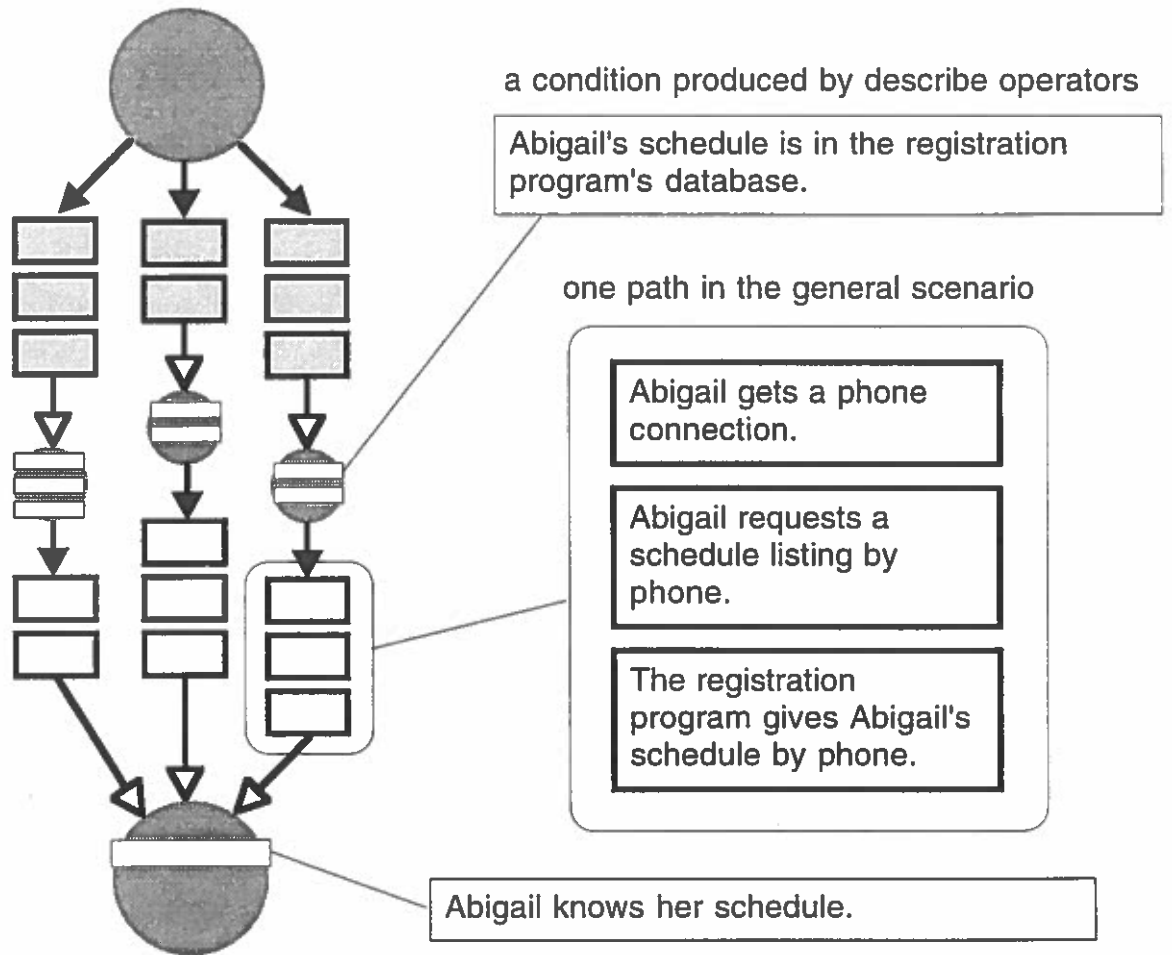 a condition produced by describe operators
Abigail's schedule is in the registration
program's database.
one path in the general scenario
Abigail gets a phone
connection.
Abigail requests a
schedule listing by
phone.
The registration
program gives Abigail's
schedule by phone.
Abigail knows her schedule.